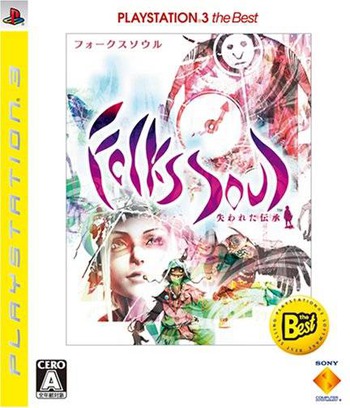 PLAYSTATION 3 the Best
PLAYSTATION 3
フォークスソウル
FolksSoul
失われた伝承
the Best
CERO
A
全年齢対象
SONY
COMPUTER ENTERTAINMENT